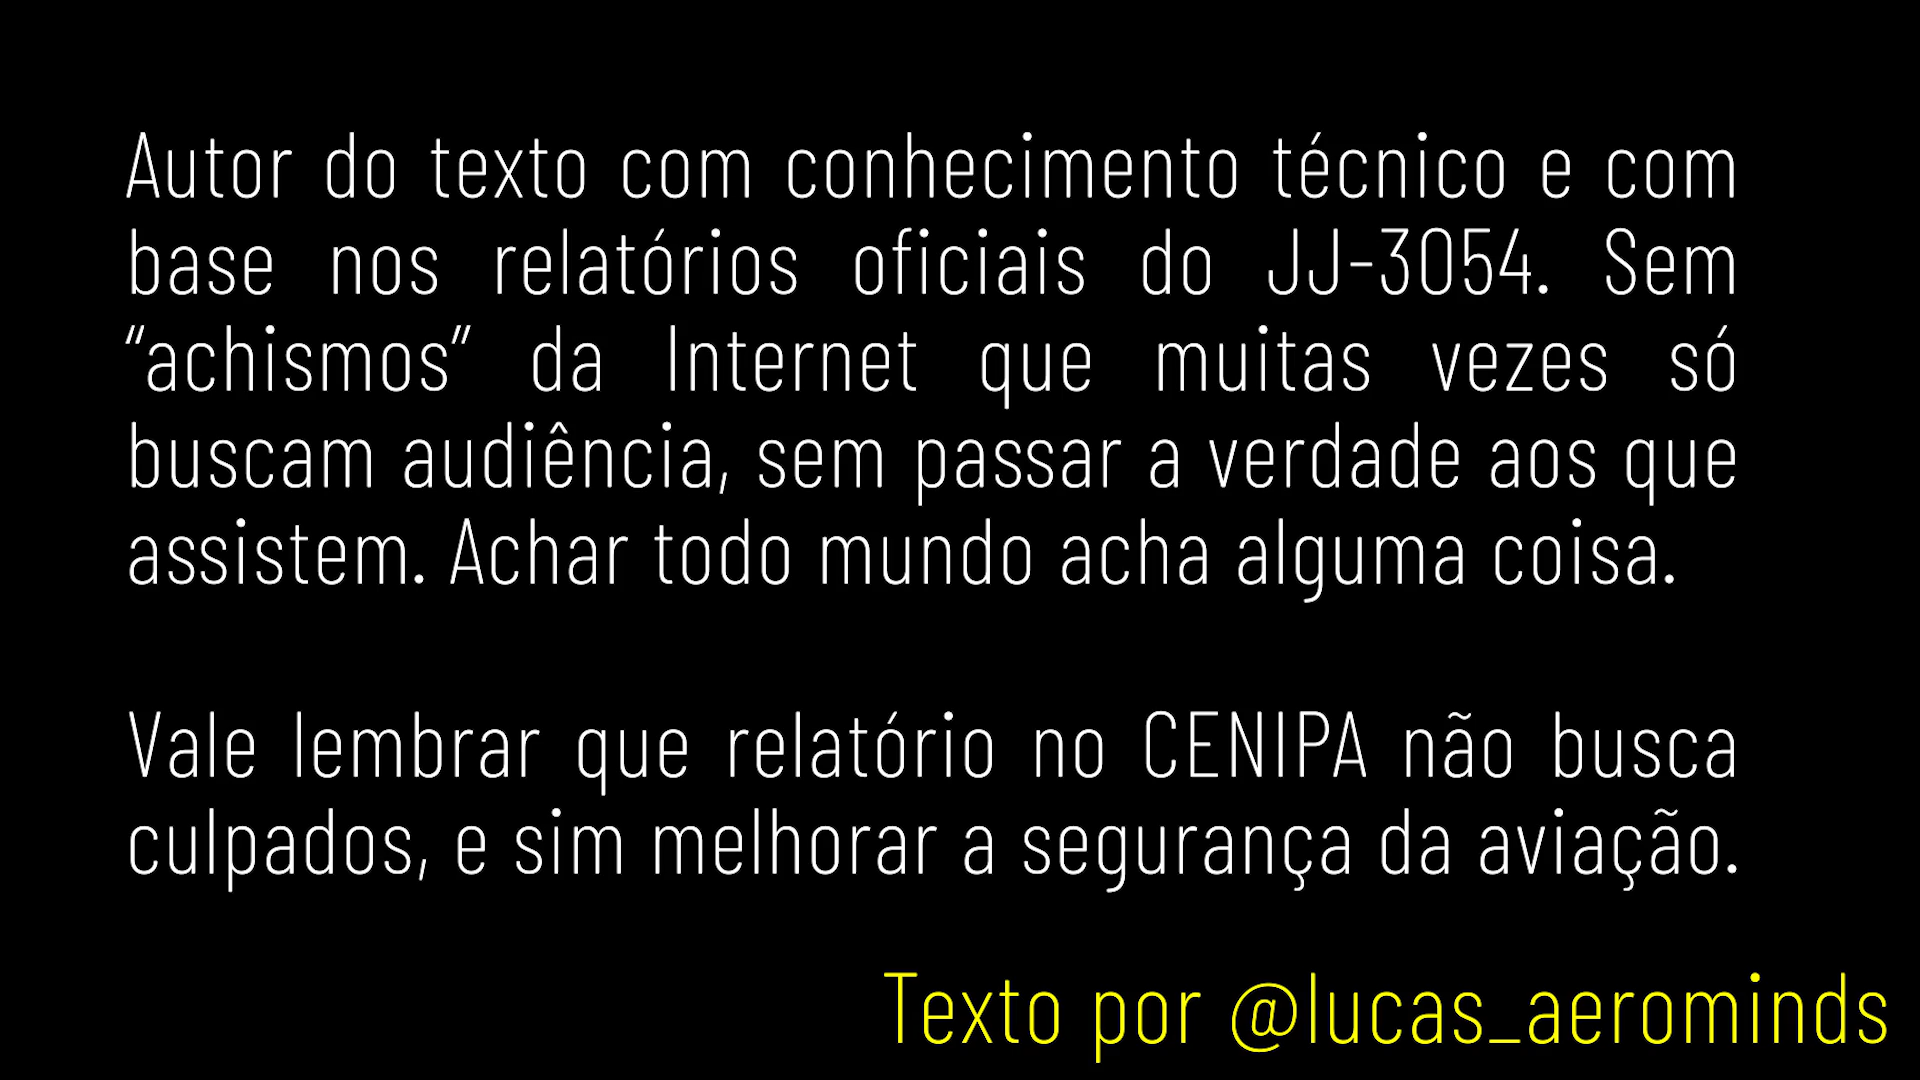 Autor do texto com conhecimento técnico e com
base nos relatórios oficiais do JJ-3054. Sem
“achismos” da Internet que muitas vezes só
buscam audiência, sem passar a verdade aos que
assistem. Achar todo mundo acha alguma coisa.
Vale lembrar que relatório no CENIPA não busca
culpados, e sim melhorar a segurança da aviação.
Texto por @lucas_aerominds